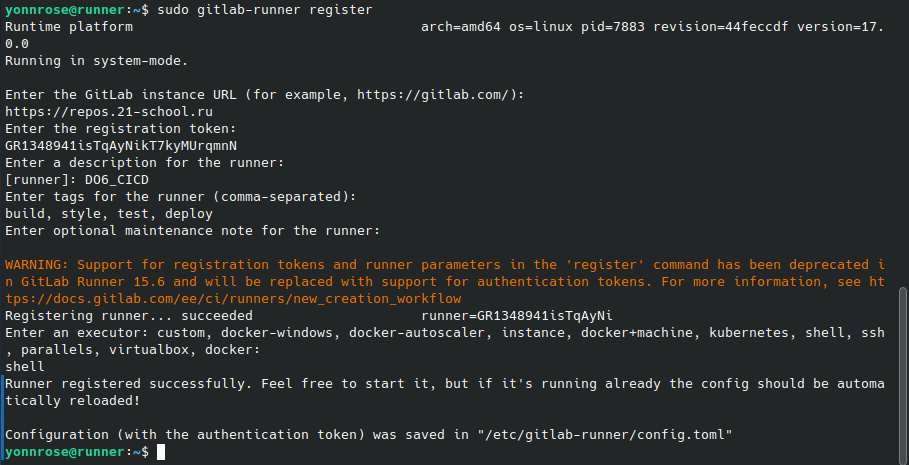 yonnrose@runner:~$ sudo gitlab-runner register
Runtime platform                                    arch=amd64 os=linux pid=7883 revision=44feccdf version=17.
0.0
Running in system-mode.

Enter the GitLab instance URL (for example, https://gitlab.com/):
https://repos.21-school.ru
Enter the registration token:
GR1348941isTqAyNikT7kyMUrqmnN
Enter a description for the runner:
[runner]: DO6_CICD
Enter tags for the runner (comma-separated):
build, style, test, deploy
Enter optional maintenance note for the runner:

WARNING: Support for registration tokens and runner parameters in the 'register' command has been deprecated i
n GitLab Runner 15.6 and will be replaced with support for authentication tokens. For more information, see ht
tps://docs.gitlab.com/ee/ci/runners/new_creation_workflow
Registering runner... succeeded                     runner=GR1348941isTqAyNi
Enter an executor: custom, docker-windows, docker-autoscaler, instance, docker+machine, kubernetes, shell, ssh
, parallels, virtualbox, docker:
shell
Runner registered successfully. Feel free to start it, but if it's running already the config should be automa
tically reloaded!

Configuration (with the authentication token) was saved in "/etc/gitlab-runner/config.toml"
yonnrose@runner:~$